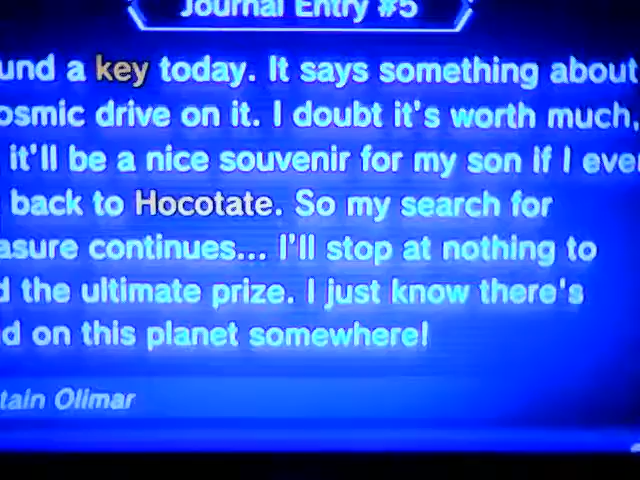 Journal Entry #5
und a key today. It says something about
osmic drive on it. I doubt it's worth much,
it'll be a nice souvenir for my son if I ever
back to Hocotate. So my search for
asure continues... I'll stop at nothing to
d the ultimate prize. I just know there's
d on this planet somewhere!
tain Olimar